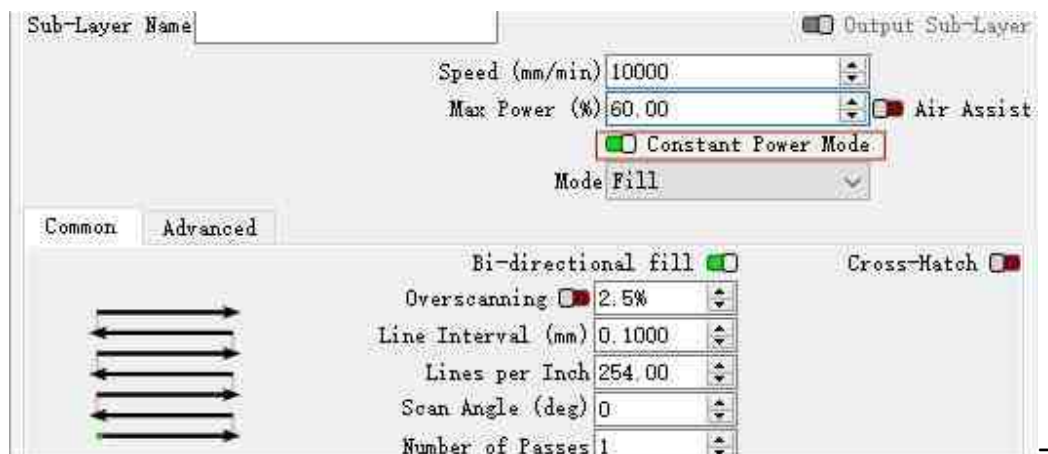 Sub-Layer Name Output Sub-Layer
Speed (mm/min) 10000
Max Power (%) 60.00 Air Assist
Constant Power Mode
Mode Fill
Common Advanced
Bi-directional fill Cross-Hatch
Overscanning 2.5%
Line Interval (mm) 0.1000
Lines per Inch 254.00
Scan Angle (deg) 0
Number of Passes 1